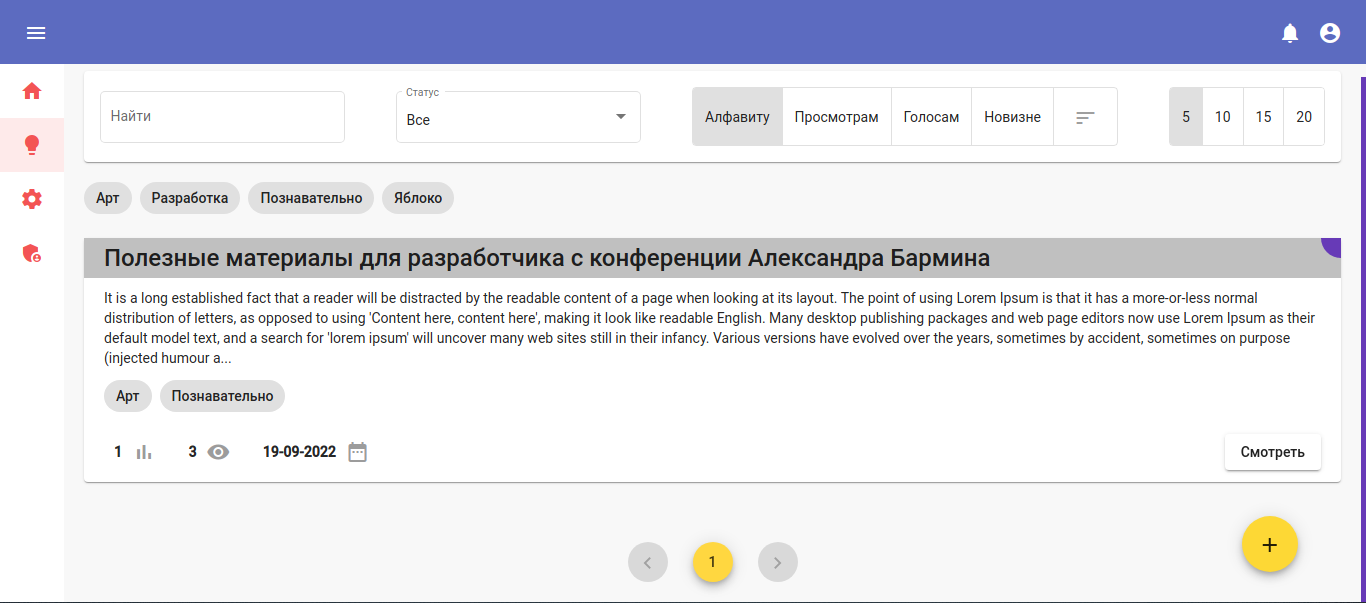 Найти
Статус
Все
Алфавиту Просмотрам Голосам Новизне
5 10 15 20
Арт Разработка Познавательно Яблоко
Полезные материалы для разработчика с конференции Александра Бармина
It is a long established fact that a reader will be distracted by the readable content of a page when looking at its layout. The point of using Lorem Ipsum is that it has a more-or-less normal
distribution of letters, as opposed to using 'Content here, content here', making it look like readable English. Many desktop publishing packages and web page editors now use Lorem Ipsum as their
default model text, and a search for 'lorem ipsum' will uncover many web sites still in their infancy. Various versions have evolved over the years, sometimes by accident, sometimes on purpose
(injected humour a...
Арт Познавательно
1 3 19-09-2022
Смотреть
1